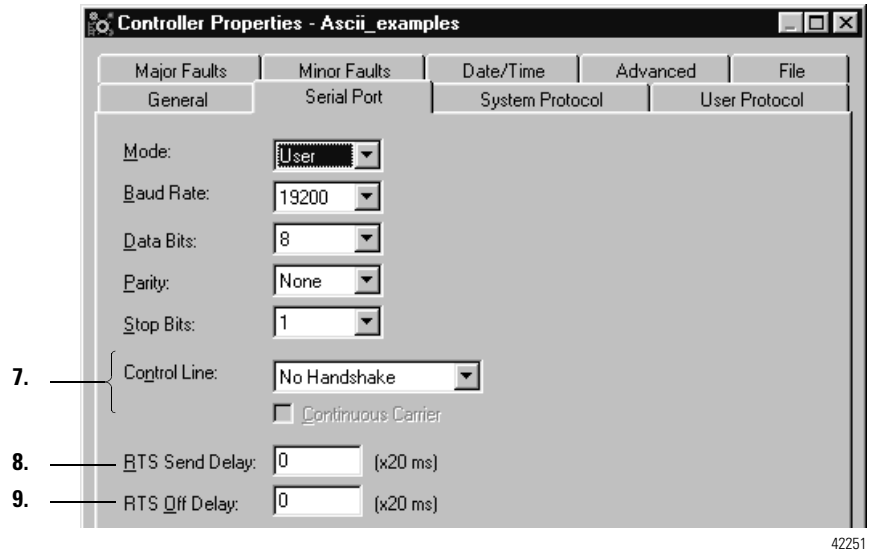 Controller Properties - Ascii_examples
Major Faults Minor Faults Date/Time Advanced File
General Serial Port System Protocol User Protocol
Mode: User
Baud Rate: 19200
Data Bits: 8
Parity: None
Stop Bits: 1
7. Control Line: No Handshake
Continuous Carrier
8. RTS Send Delay: 0 (x20 ms)
9. RTS Off Delay: 0 (x20 ms)
42251